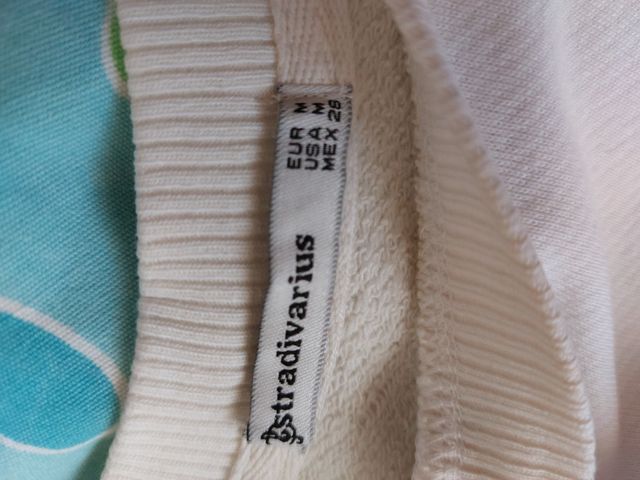 stradivarius
EUR M
USA M
MEX 28